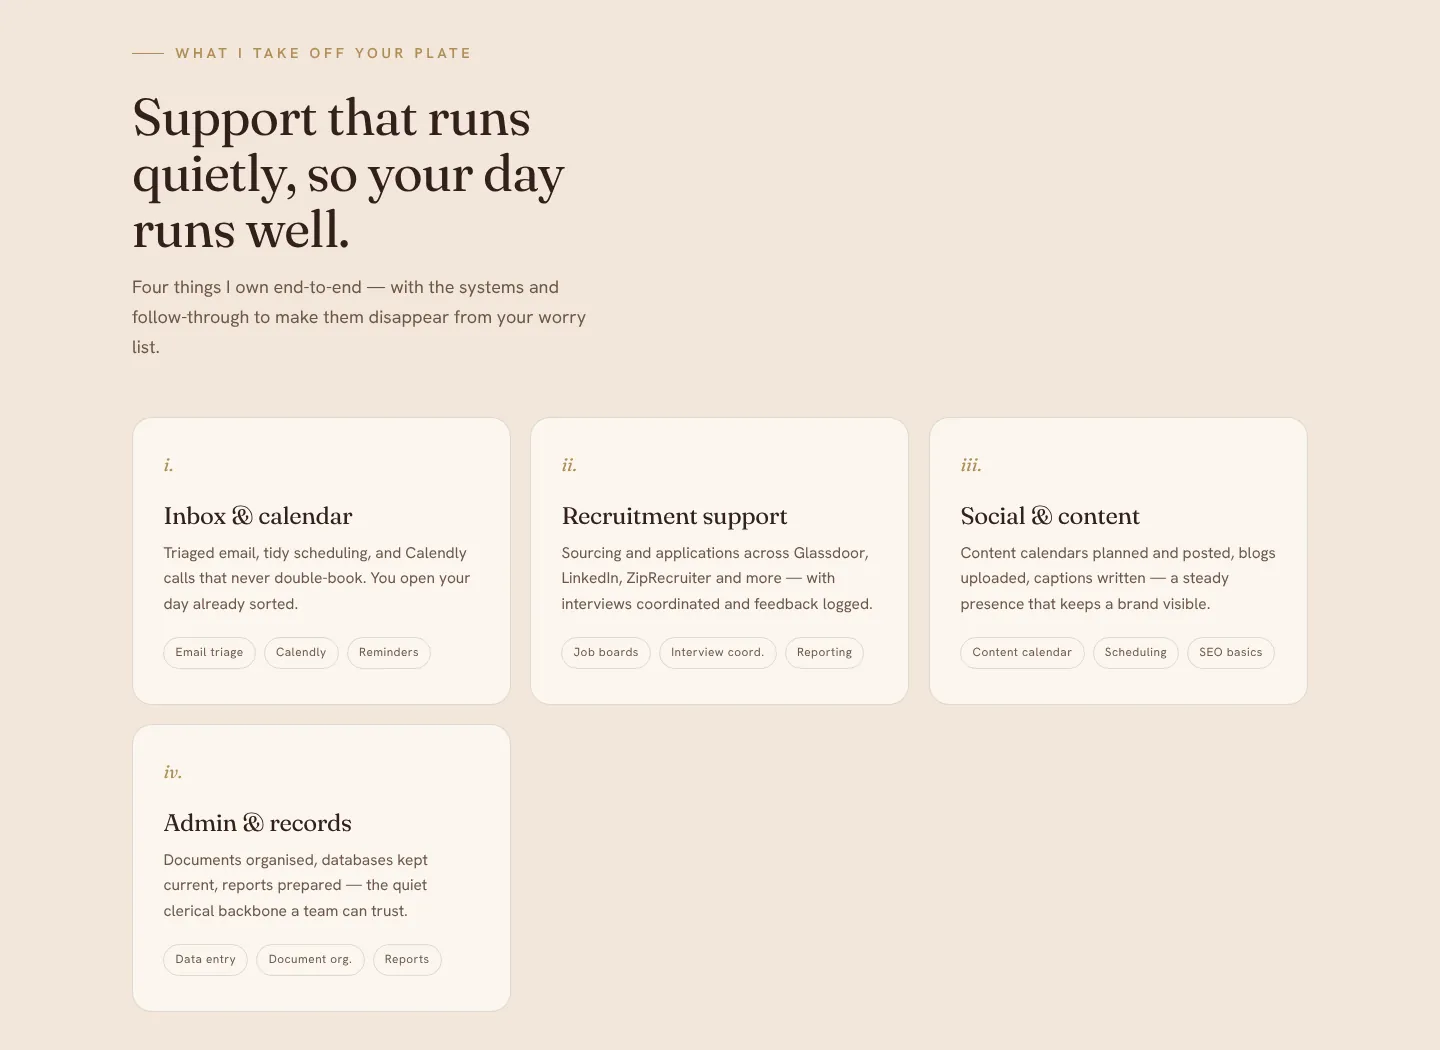 WHAT I TAKE OFF YOUR PLATE
Support that runs
quietly, so your day
runs well.
Four things I own end-to-end — with the systems and
follow-through to make them disappear from your worry
list.
i.
Inbox & calendar
Triaged email, tidy scheduling, and Calendly
calls that never double-book. You open your
day already sorted.
Email triage
Calendly
Reminders
ii.
Recruitment support
Sourcing and applications across Glassdoor,
LinkedIn, ZipRecruiter and more — with
interviews coordinated and feedback logged.
Job boards
Interview coord.
Reporting
iii.
Social & content
Content calendars planned and posted, blogs
uploaded, captions written — a steady
presence that keeps a brand visible.
Content calendar
Scheduling
SEO basics
iv.
Admin & records
Documents organised, databases kept
current, reports prepared — the quiet
clerical backbone a team can trust.
Data entry
Document org.
Reports